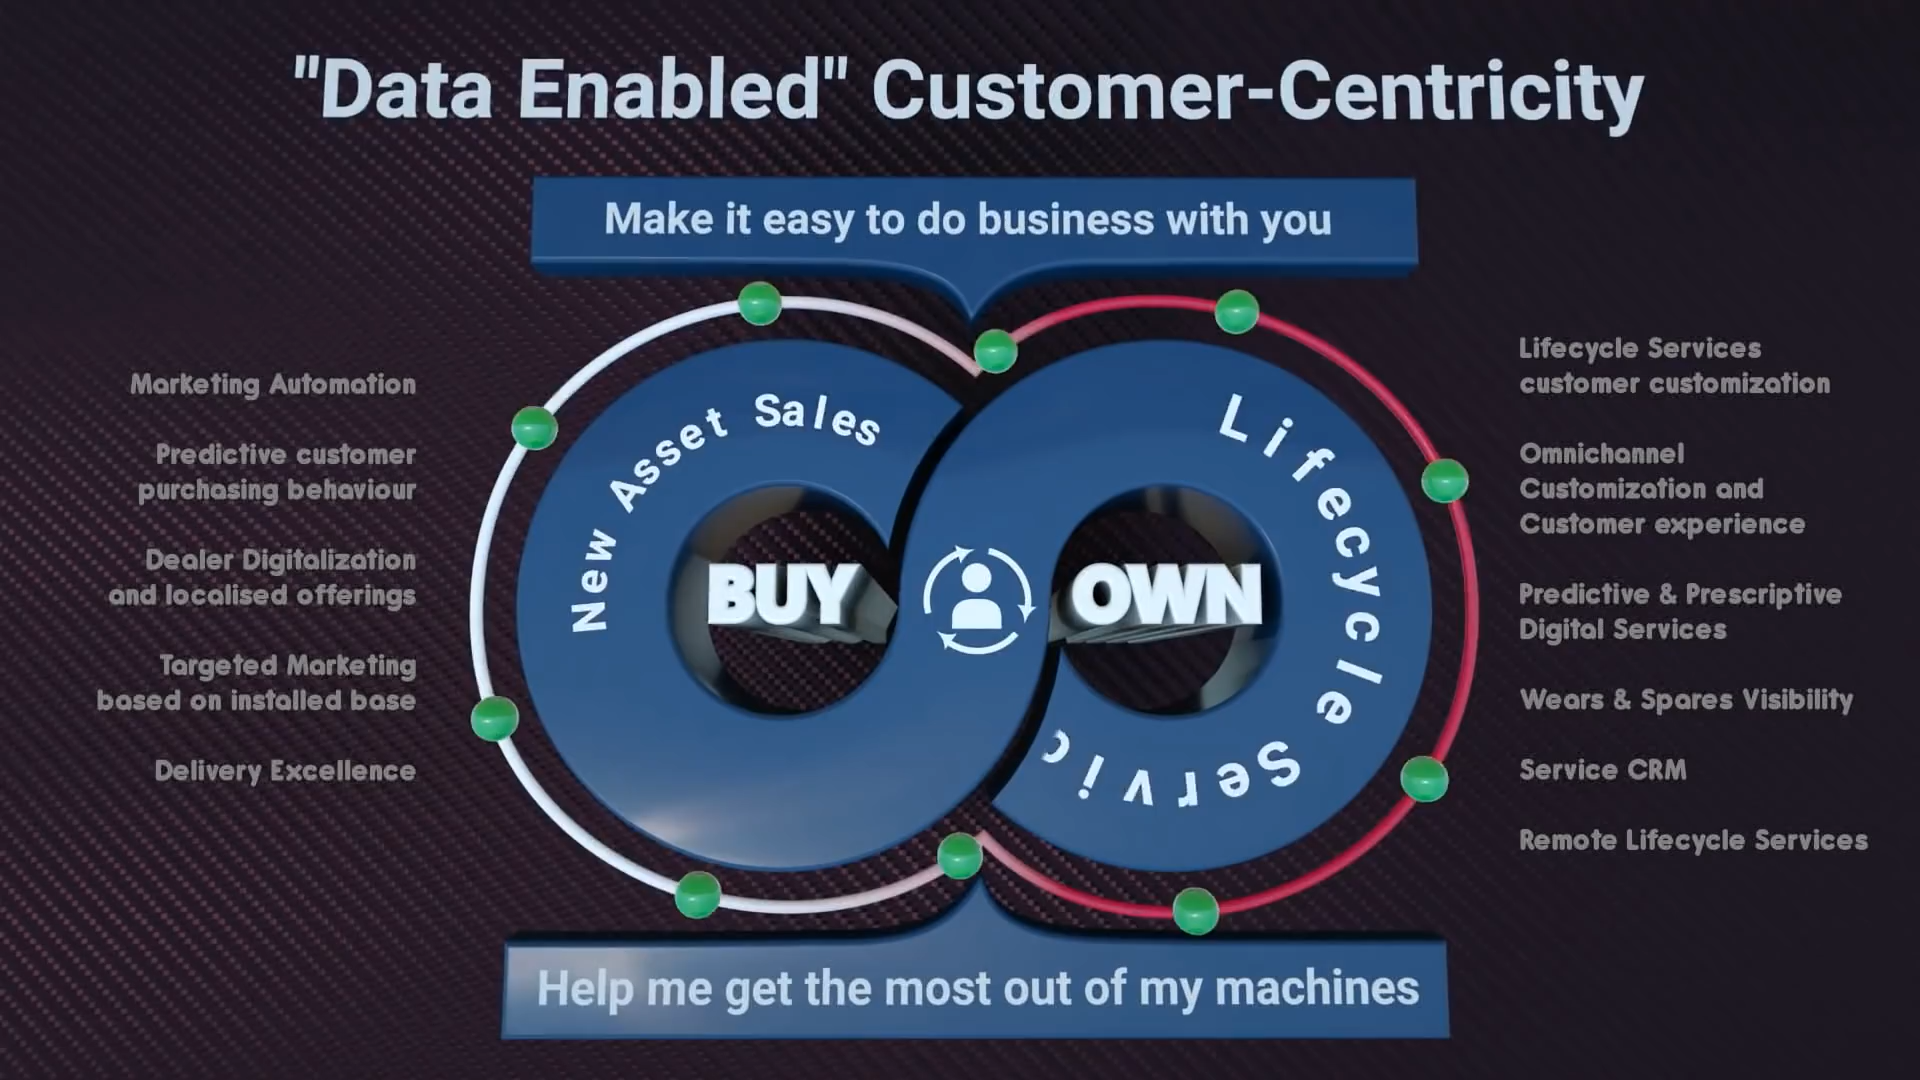 "Data Enabled" Customer-Centricity
Make it easy to do business with you
Marketing Automation
Predictive customer
purchasing behaviour
Dealer Digitalization
and localised offerings
Targeted Marketing
based on installed base
Delivery Excellence
New Asset Sales
BUY
OWN
Lifecycle Servic
Lifecycle Services
customer customization
Omnichannel
Customization and
Customer experience
Predictive & Prescriptive
Digital Services
Wears & Spares Visibility
Service CRM
Remote Lifecycle Services
Help me get the most out of my machines